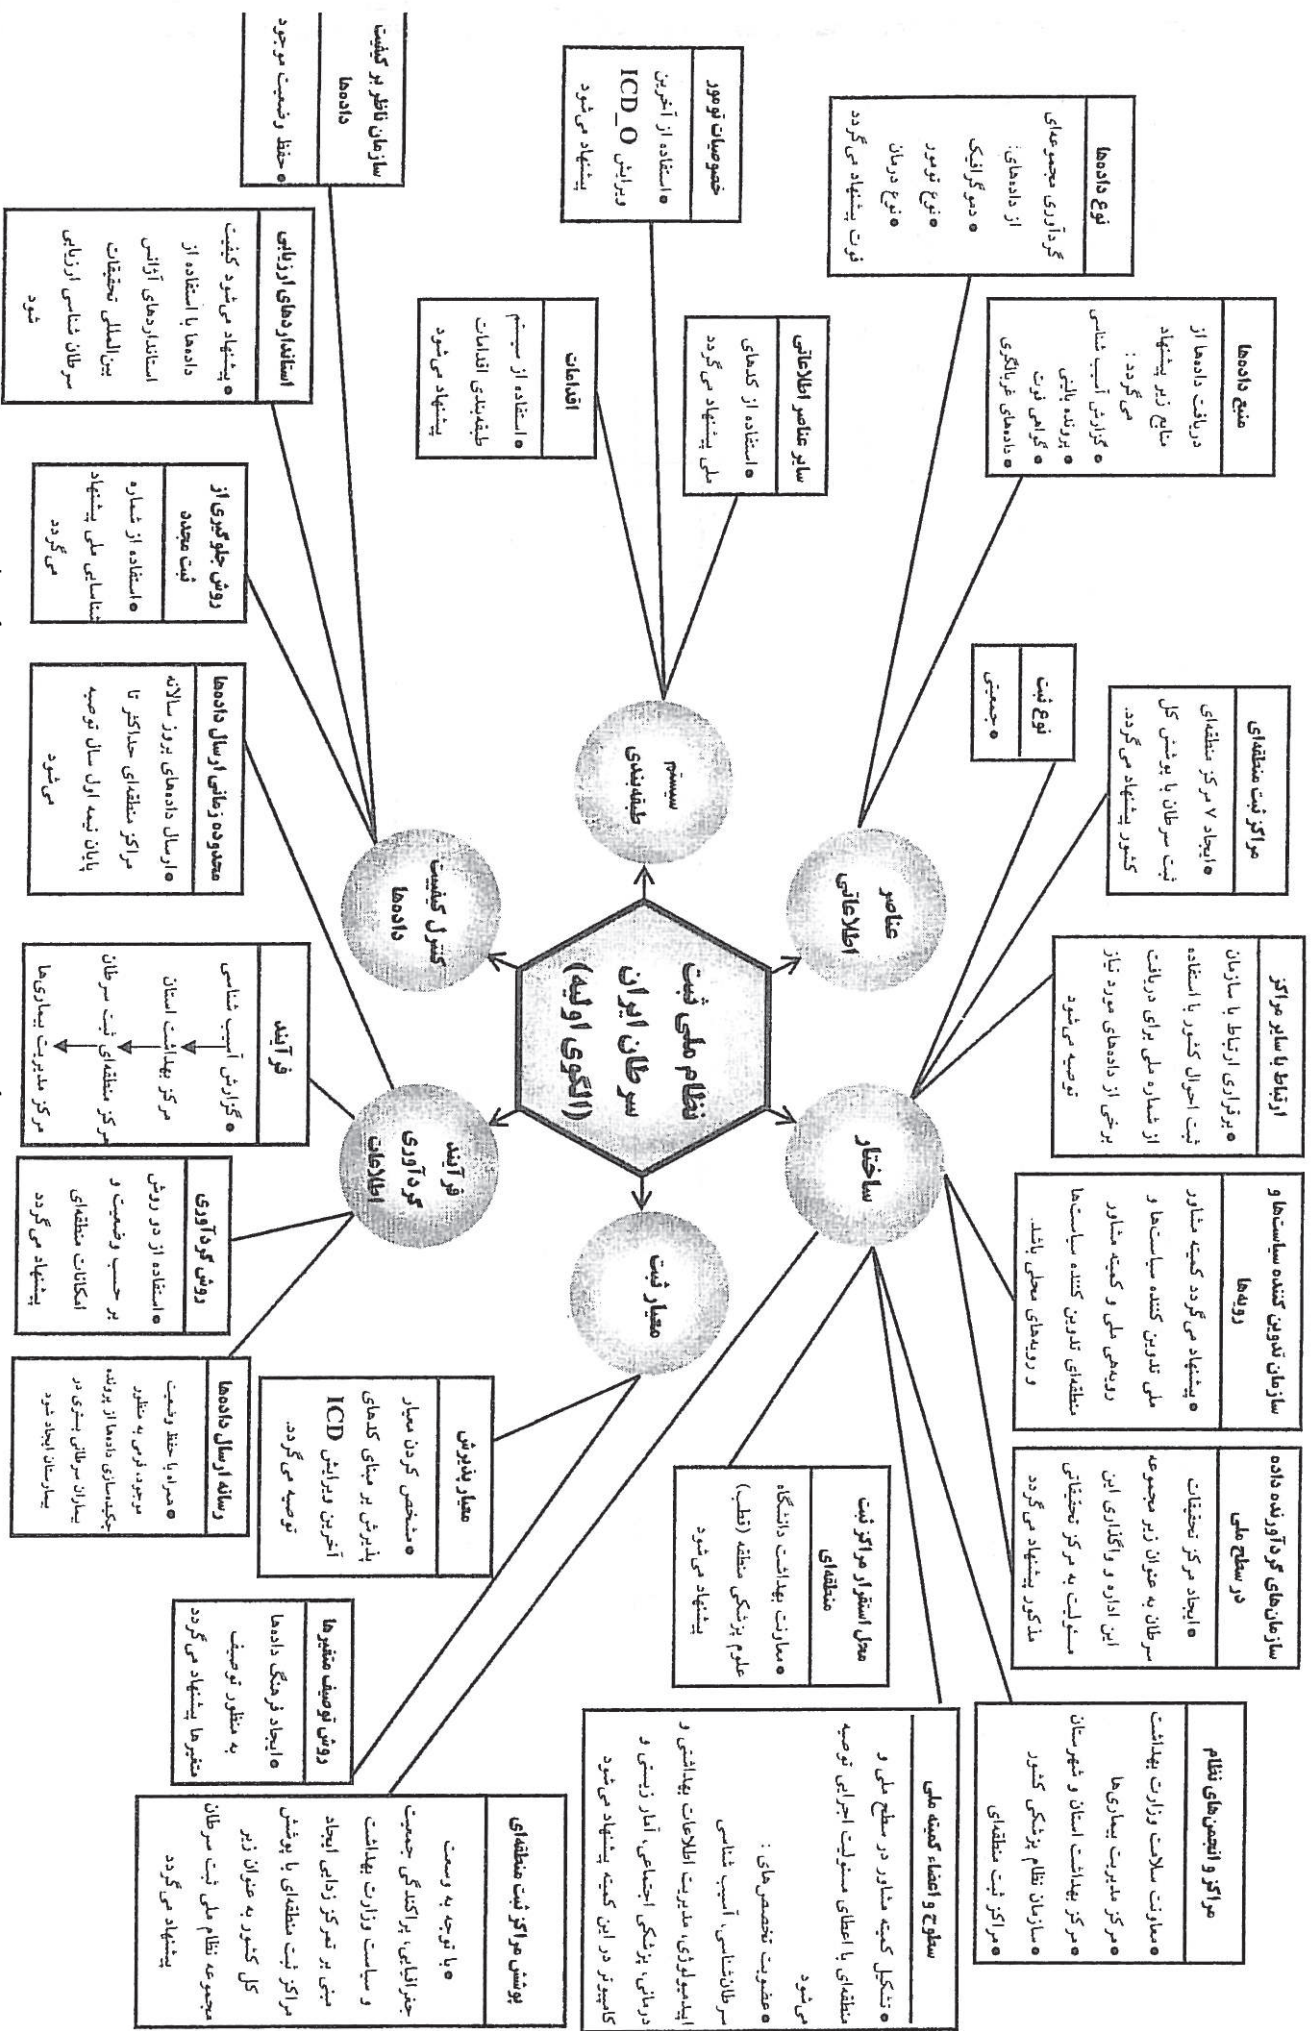 نظام ملی ثبت
سرطان ایران
(الگوی اولیه)
ساختار
مراکز و انجمن‌های نظام
●معاونت سلامت وزارت بهداشت
●مرکز مدیریت بیماری‌ها
●مرکز بهداشت استان و شهرستان
●سازمان نظام پزشکی کشور
●مراکز ثبت منطقه‌ای
سازمان‌های گردآورنده داده
در سطح ملی
●ایجاد مرکز تحقیقات
سرطان به عنوان زیر مجموعه
این اداره و واگذاری این
مسئولیت به مرکز تحقیقاتی
مذکور پیشنهاد می‌گردد
سازمان تدوین کننده سیاست‌ها و
رویه‌ها
●پیشنهاد می‌گردد کمیته مشاور
ملی تدوین کننده سیاست‌ها و
رویه‌هی ملی و کمیته مشاور
منطقه‌ای تدوین کننده سیاست‌ها
و رویه‌های محلی باشد.
ارتباط با سایر مراکز
●برقراری ارتباط با سازمان
ثبت احوال کشور با استفاده
از شماره ملی برای دریافت
برخی از داده‌های مورد نیاز
توصیه می‌شود
مراکز ثبت منطقه‌ای
●ایجاد ۷ مرکز منطقه‌ای
ثبت سرطان با پوشش کل
کشور پیشنهاد می‌گردد.
نوع ثبت
●جمعیتی
سطوح و اعضاء کمیته ملی
●تشکیل کمیته مشاور در سطح ملی و
منطقه‌ای با اعطای مسئولیت اجرایی توصیه
می‌شود
●عضویت تخصص‌های :
سرطان‌شناسی، آسیب شناسی
اپیدمیولوژی، مدیریت اطلاعات بهداشتی و
درمانی، پزشکی اجتماعی، آمار زیستی و
کامپیوتر در این کمیته پیشنهاد می‌شود
محل استقرار مراکز ثبت
منطقه‌ای
●معاونت بهداشت دانشگاه
علوم پزشکی منطقه (قطب)
پیشنهاد می‌شود
پوشش مراکز ثبت منطقه‌ای
●با توجه به وسعت
جغرافیایی، پراکندگی جمعیت
و سیاست وزارت بهداشت
مبنی بر تمرکز زدایی ایجاد
مراکز ثبت منطقه‌ای با پوشش
کل کشور به عنوان زیر
مجموعه نظام ملی ثبت سرطان
پیشنهاد می‌گردد
عناصر
اطلاعاتی
منبع داده‌ها
دریافت داده‌ها از
منابع زیر پیشنهاد
می‌گردد :
●گزارش آسیب شناسی
●پرونده بالینی
●گواهی فوت
●داده‌های غربالگری
نوع داده‌ها
گردآوری مجموعه‌ای
از داده‌های:
●دموگرافیک
●نوع تومور
●نوع درمان
فوت پیشنهاد می‌گردد
سیستم
طبقه‌بندی
سایر عناصر اطلاعاتی
●استفاده از کدهای
ملی پیشنهاد می‌گردد
خصوصیات تومور
●استفاده از آخرین
ویرایش ICD_O
پیشنهاد می‌شود
اقدامات
●استفاده از سیستم
طبقه‌بندی اقدامات
پیشنهاد می‌شود
کنترل کیفیت
داده‌ها
سازمان ناظر بر کیفیت
داده‌ها
●حفظ وضعیت موجود
استانداردهای ارزیابی
●پیشنهاد می‌شود کیفیت
داده‌ها با استفاده از
استانداردهای آژانس
بین‌المللی تحقیقات
سرطان شناسی ارزیابی
شود
روش جلوگیری از
ثبت مجدد
●استفاده از شماره
شناسایی ملی پیشنهاد
می‌گردد
فرآیند
گردآوری
اطلاعات
محدوده زمانی ارسال داده‌ها
●ارسال داده‌های بروز سالانه
مراکز منطقه‌ای حداکثر تا
پایان نیمه اول سال توصیه
می‌شود
فرآیند
●گزارش آسیب شناسی
مرکز بهداشت استان
مرکز منطقه‌ای ثبت سرطان
مرکز مدیریت بیماری‌ها
روش گردآوری
●استفاده از دو روش
بر حسب وضعیت و
امکانات منطقه‌ای
پیشنهاد می‌گردد
رسانه ارسال داده‌ها
●همراه با حفظ وضعیت
موجود، فرمی به منظور
چکیده‌سازی داده‌ها از پرونده
بیماران سرطانی بستری در
بیمارستان ایجاد شود
معیار ثبت
معیار پذیرش
●مشخص کردن معیار
پذیرش بر مبنای کدهای
آخرین ویرایش ICD
توصیه می‌گردد.
روش توصیف متغیرها
●ایجاد فرهنگ داده‌ها
به منظور توصیف
متغیرها پیشنهاد می‌گردد